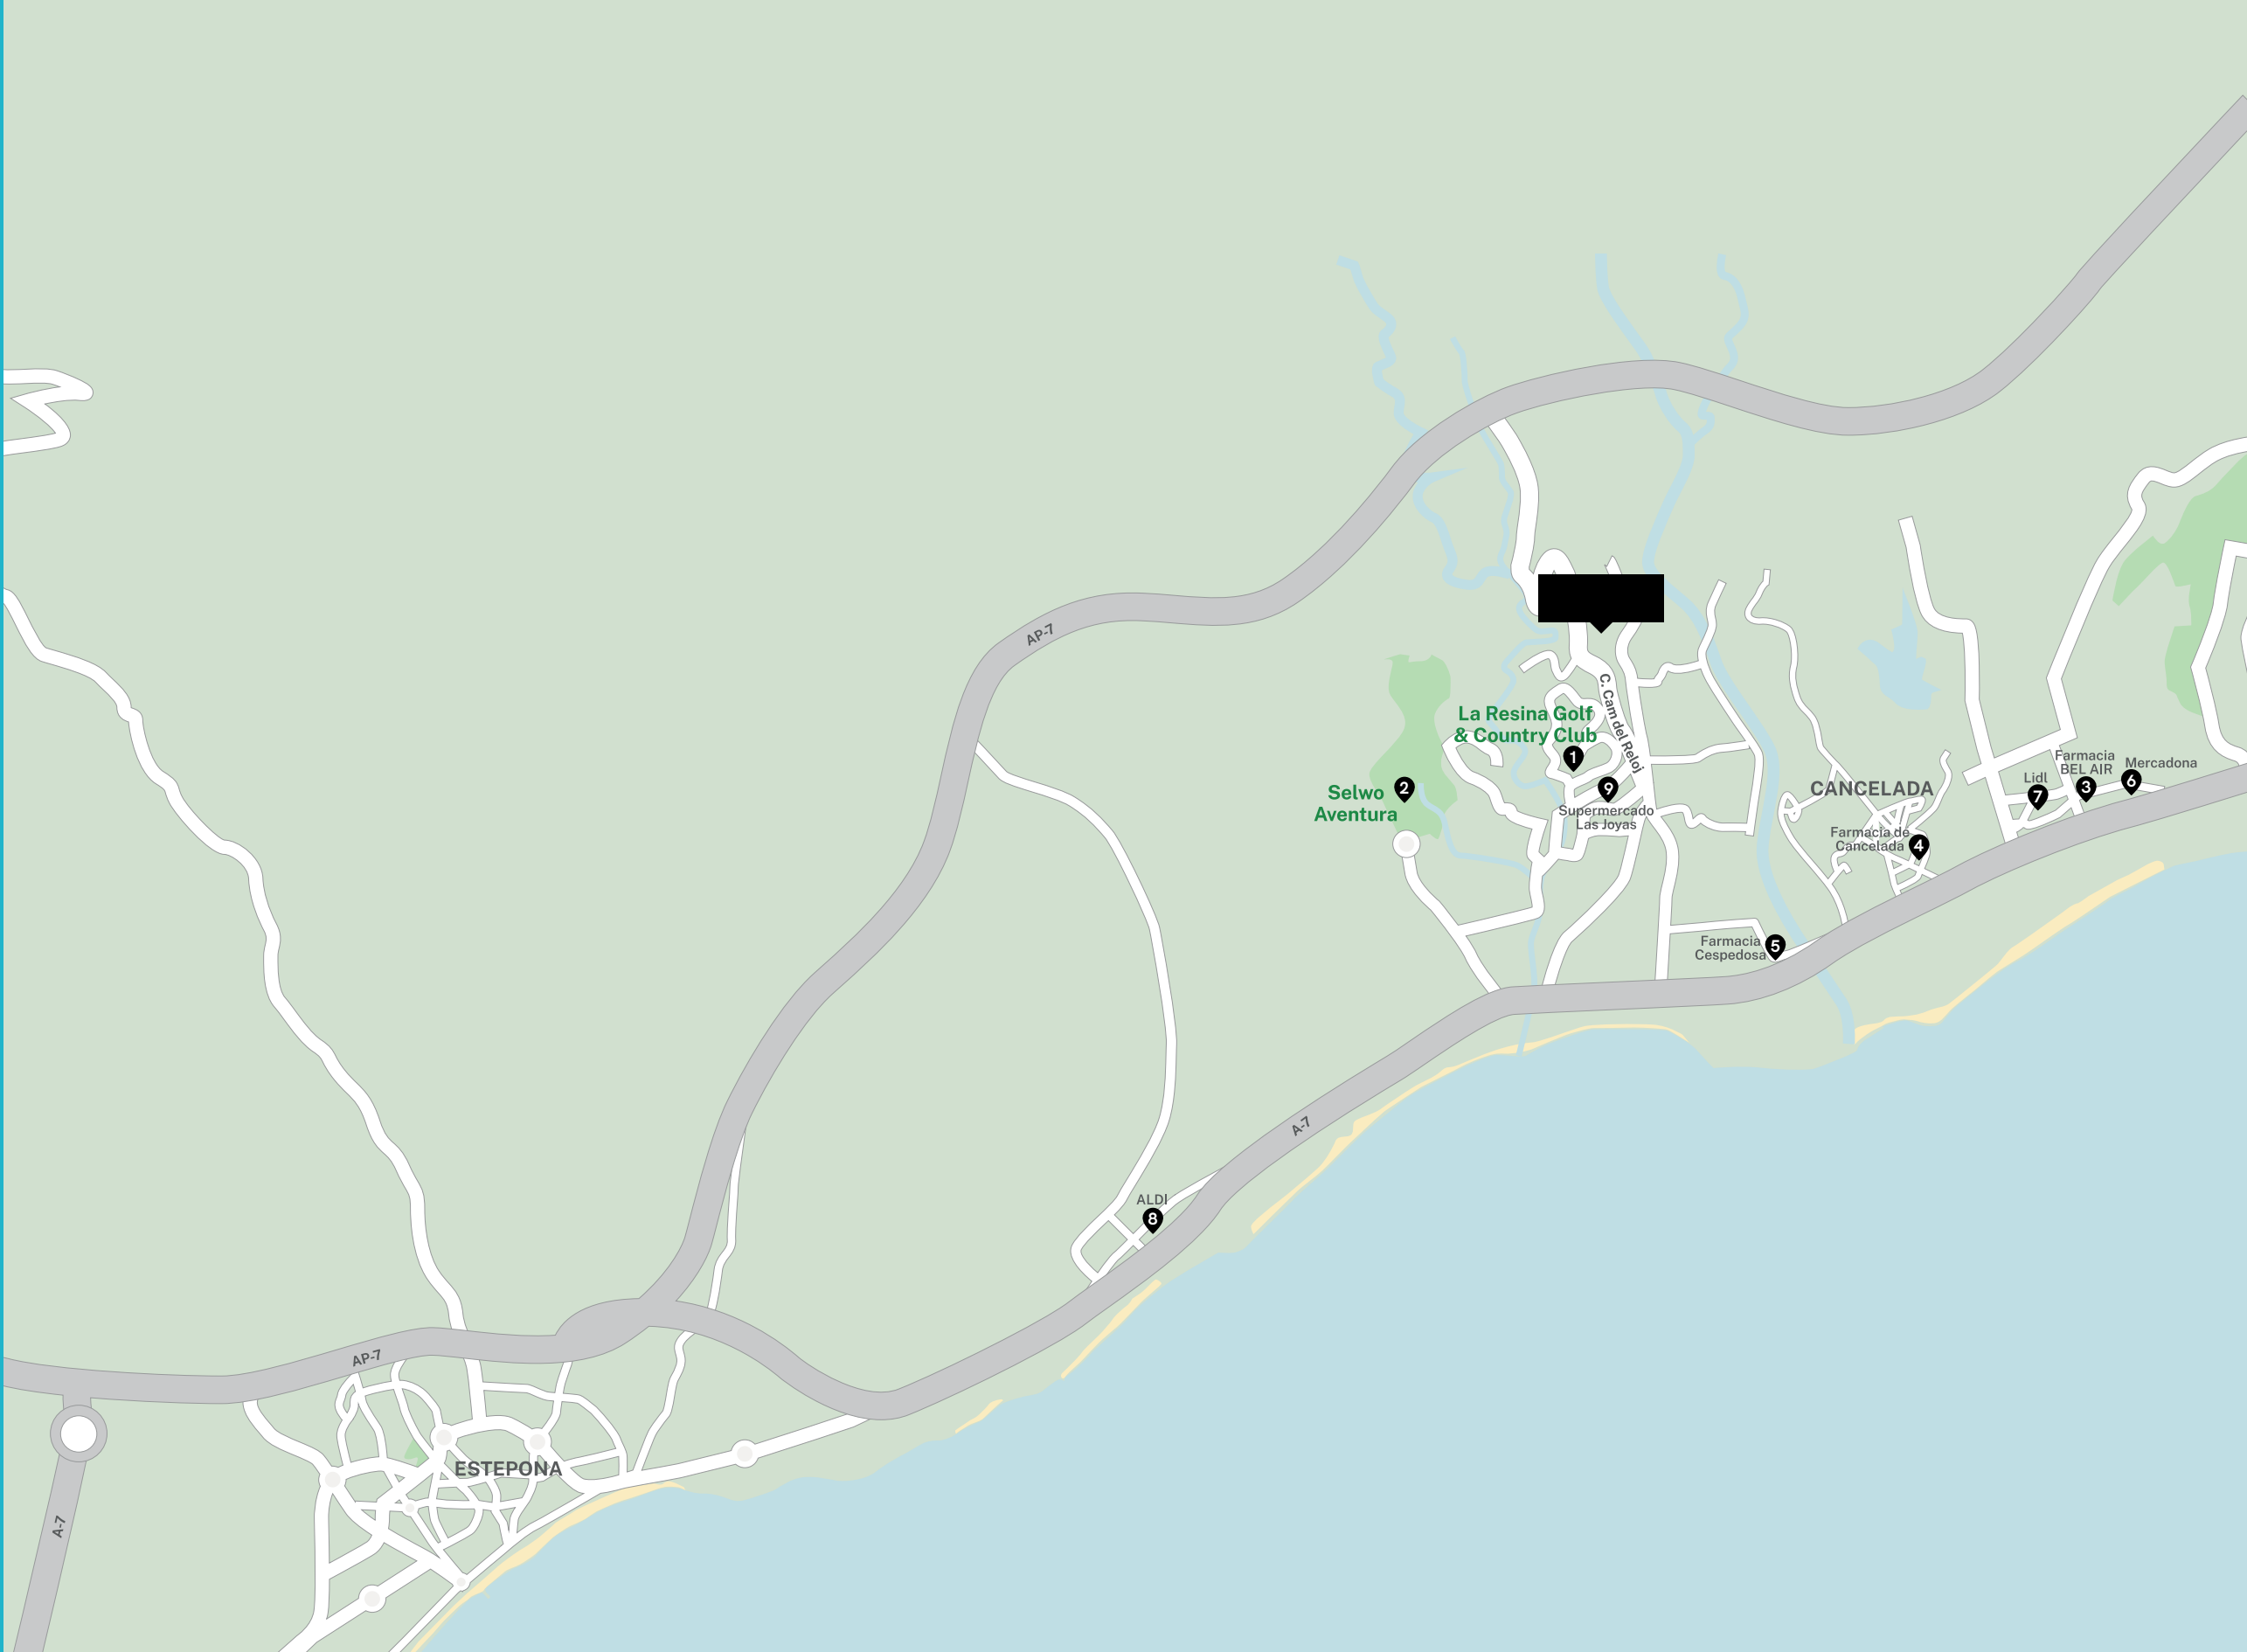 AP-7
C. Cam del Reloj
La Resina Golf
& Country Club
1
Selwo
Aventura
2
9
Supermercado
Las Joyas
CANCELADA
Farmacia
BEL AIR
3
Mercadona
6
Lidl
7
Farmacia de
Cancelada
4
Farmacia
Cespedosa
5
A-7
ALDI
8
AP-7
ESTEPONA
A-7